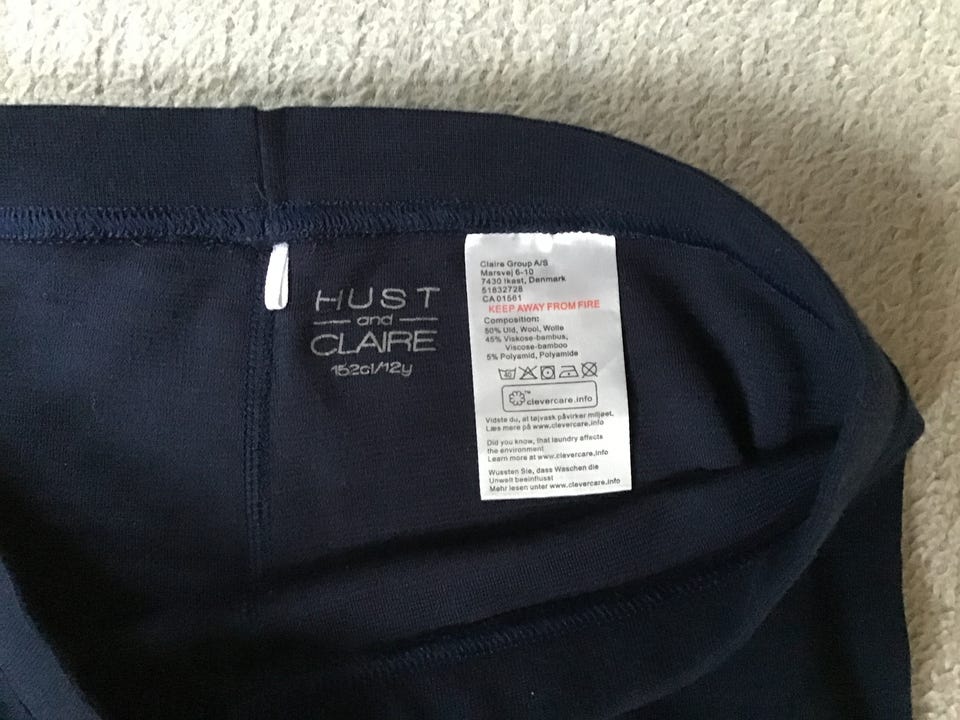 HUST
and
CLAIRE
152cl/12y
Claire Group A/S
Marsvej 6-10
7430 Ikast, Denmark
51632728
CA01561
KEEP AWAY FROM FIRE
Composition:
50% Uld, Wool, Wolle
45% Viskose-bambus,
Viscose-bamboo
5% Polyamid, Polyamide
40
clevercare.info
Vidste du, at tøjvask påvirker miljøet.
Læs mere på www.clevercare.info
Did you know, that laundry affects
the environment
Learn more at www.clevercare.info
Wussten Sie, dass Waschen die
Unwelt beeinflusst
Mehr lesen unter www.clevercare.info